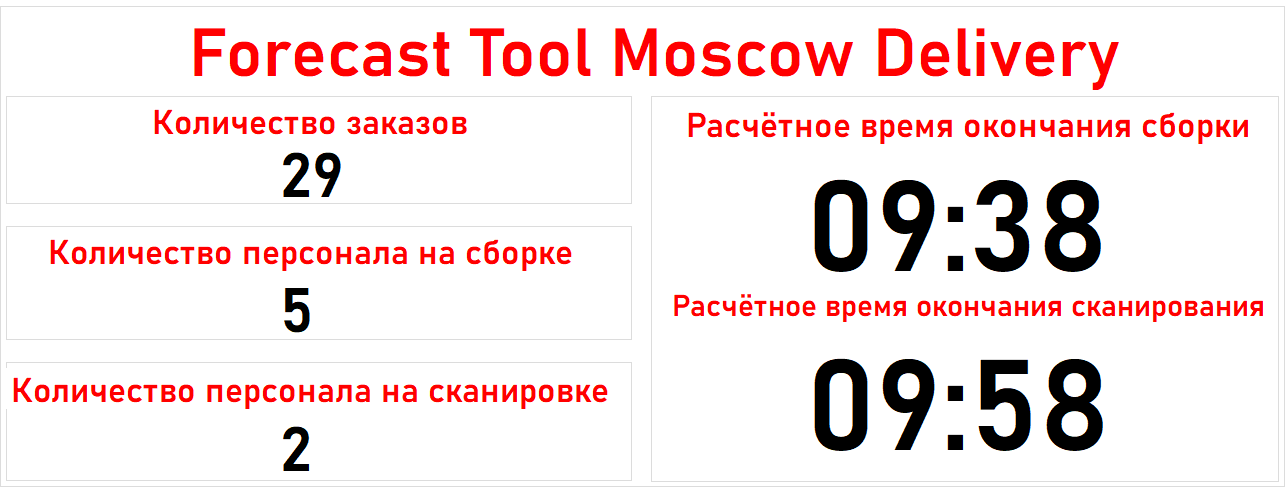 Forecast Tool Moscow Delivery
Количество заказов
29
Количество персонала на сборке
5
Количество персонала на сканировке
2
Расчётное время окончания сборки
09:38
Расчётное время окончания сканирования
09:58